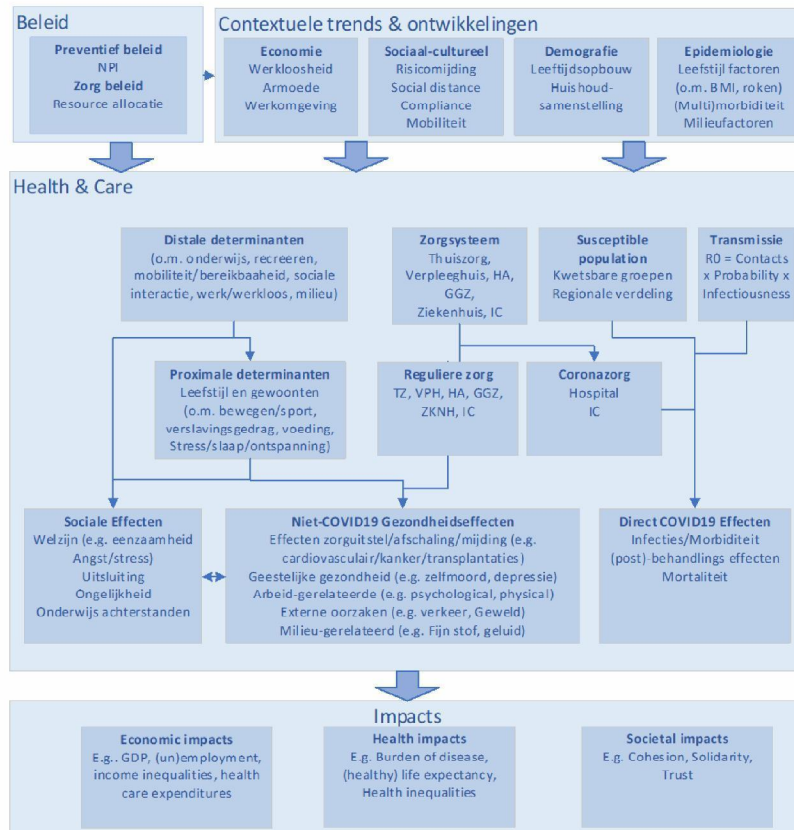 Beleid
Preventief beleid
NPI
Zorg beleid
Resource allocatie
Contextuele trends & ontwikkelingen
Economie
Werkloosheid
Armoede
Werkomgeving
Sociaal-cultureel
Risicomijding
Social distance
Compliance
Mobiliteit
Demografie
Leeftijdsopbouw
Huishoud-
samenstelling
Epidemiologie
Leefstijl factoren
(o.m. BMI, roken)
(Multi)morbiditeit
Milieufactoren
Health & Care
Distale determinanten
(o.m. onderwijs, recreëren,
mobiliteit/bereikbaaheid, sociale
interactie, werk/werkloos, milieu)
Zorgsysteem
Thuiszorg,
Verpleeghuis, HA,
GGZ,
Ziekenhuis, IC
Susceptible
population
Kwetsbare groepen
Regionale verdeling
Transmissie
R0 = Contacts
x Probability x
Infectiousness
Proximale determinanten
Leefstijl en gewoonten
(o.m. bewegen/sport,
verslavingsgedrag, voeding,
Stress/slaap/ontspanning)
Reguliere zorg
TZ, VPH, HA, GGZ,
ZKNH, IC
Coronazorg
Hospital
IC
Sociale Effecten
Welzijn (e.g. eenzaamheid
Angst/stress)
Uitsluiting
Ongelijkheid
Onderwijs achterstanden
Niet-COVID19 Gezondheidseffecten
Effecten zorguitstel/afschaling/mijding (e.g.
cardiovasculair/kanker/transplantaties)
Geestelijke gezondheid (e.g. zelfmoord, depressie)
Arbeid-gerelateerde (e.g. psychological, physical)
Externe oorzaken (e.g. verkeer, Geweld)
Milieu-gerelateerd (e.g. Fijn stof, geluid)
Direct COVID19 Effecten
Infecties/Morbiditeit
(post)-behandlings effecten
Mortaliteit
Impacts
Economic impacts
E.g.. GDP, (un)employment,
income inequalities, health
care expenditures
Health impacts
E.g. Burden of disease,
(healthy) life expectancy,
Health inequalities
Societal impacts
E.g. Cohesion, Solidarity,
Trust